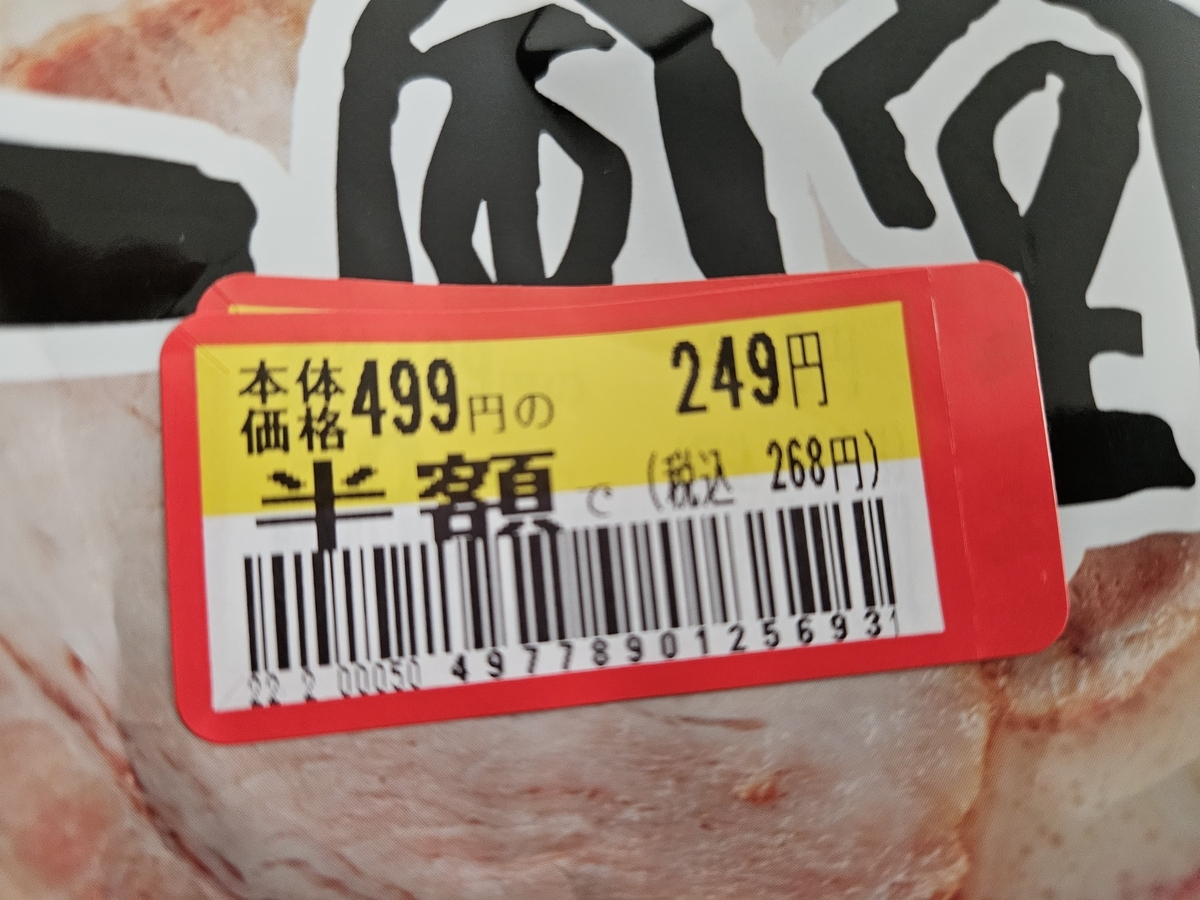 本体価格499円の 249円
半額で (税込 268円)
22 2 00050 4977890125693